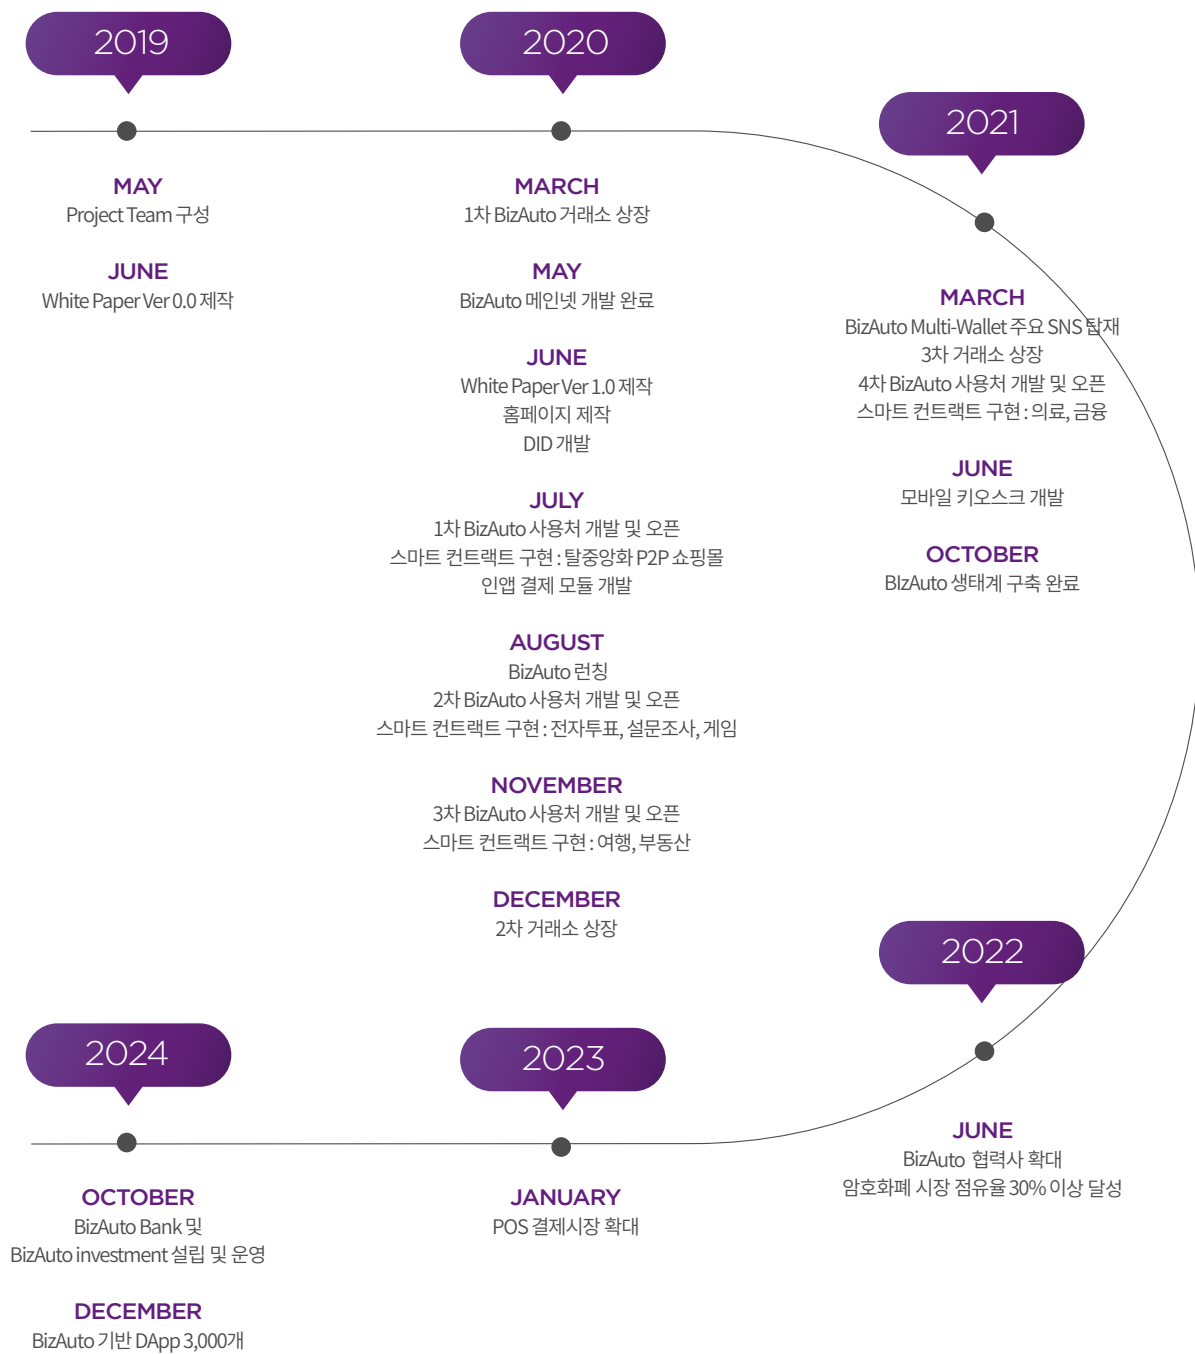 2019
MAY
Project Team 구성
JUNE
White Paper Ver 0.0 제작
2020
MARCH
1차 BizAuto 거래소 상장
MAY
BizAuto 메인넷 개발 완료
JUNE
White Paper Ver 1.0 제작
홈페이지 제작
DID 개발
JULY
1차 BizAuto 사용처 개발 및 오픈
스마트 컨트랙트 구현 : 탈중앙화 P2P 쇼핑몰
인앱 결제 모듈 개발
AUGUST
BizAuto 런칭
2차 BizAuto 사용처 개발 및 오픈
스마트 컨트랙트 구현 : 전자투표, 설문조사, 게임
NOVEMBER
3차 BizAuto 사용처 개발 및 오픈
스마트 컨트랙트 구현 : 여행, 부동산
DECEMBER
2차 거래소 상장
2021
MARCH
BizAuto Multi-Wallet 주요 SNS 탑재
3차 거래소 상장
4차 BizAuto 사용처 개발 및 오픈
스마트 컨트랙트 구현 : 의료, 금융
JUNE
모바일 키오스크 개발
OCTOBER
BIzAuto 생태계 구축 완료
2022
JUNE
BizAuto 협력사 확대
암호화폐 시장 점유율 30% 이상 달성
2023
JANUARY
POS 결제시장 확대
2024
OCTOBER
BizAuto Bank 및
BizAuto investment 설립 및 운영
DECEMBER
BizAuto 기반 DApp 3,000개